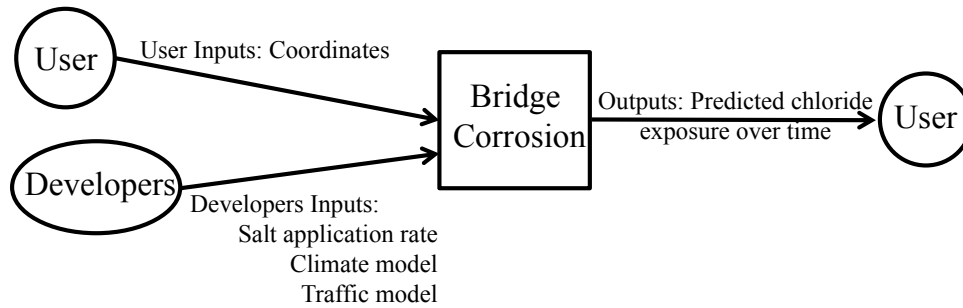 User
User Inputs: Coordinates
Bridge
Corrosion
Outputs: Predicted chloride
exposure over time
User
Developers
Developers Inputs:
Salt application rate
Climate model
Traffic model